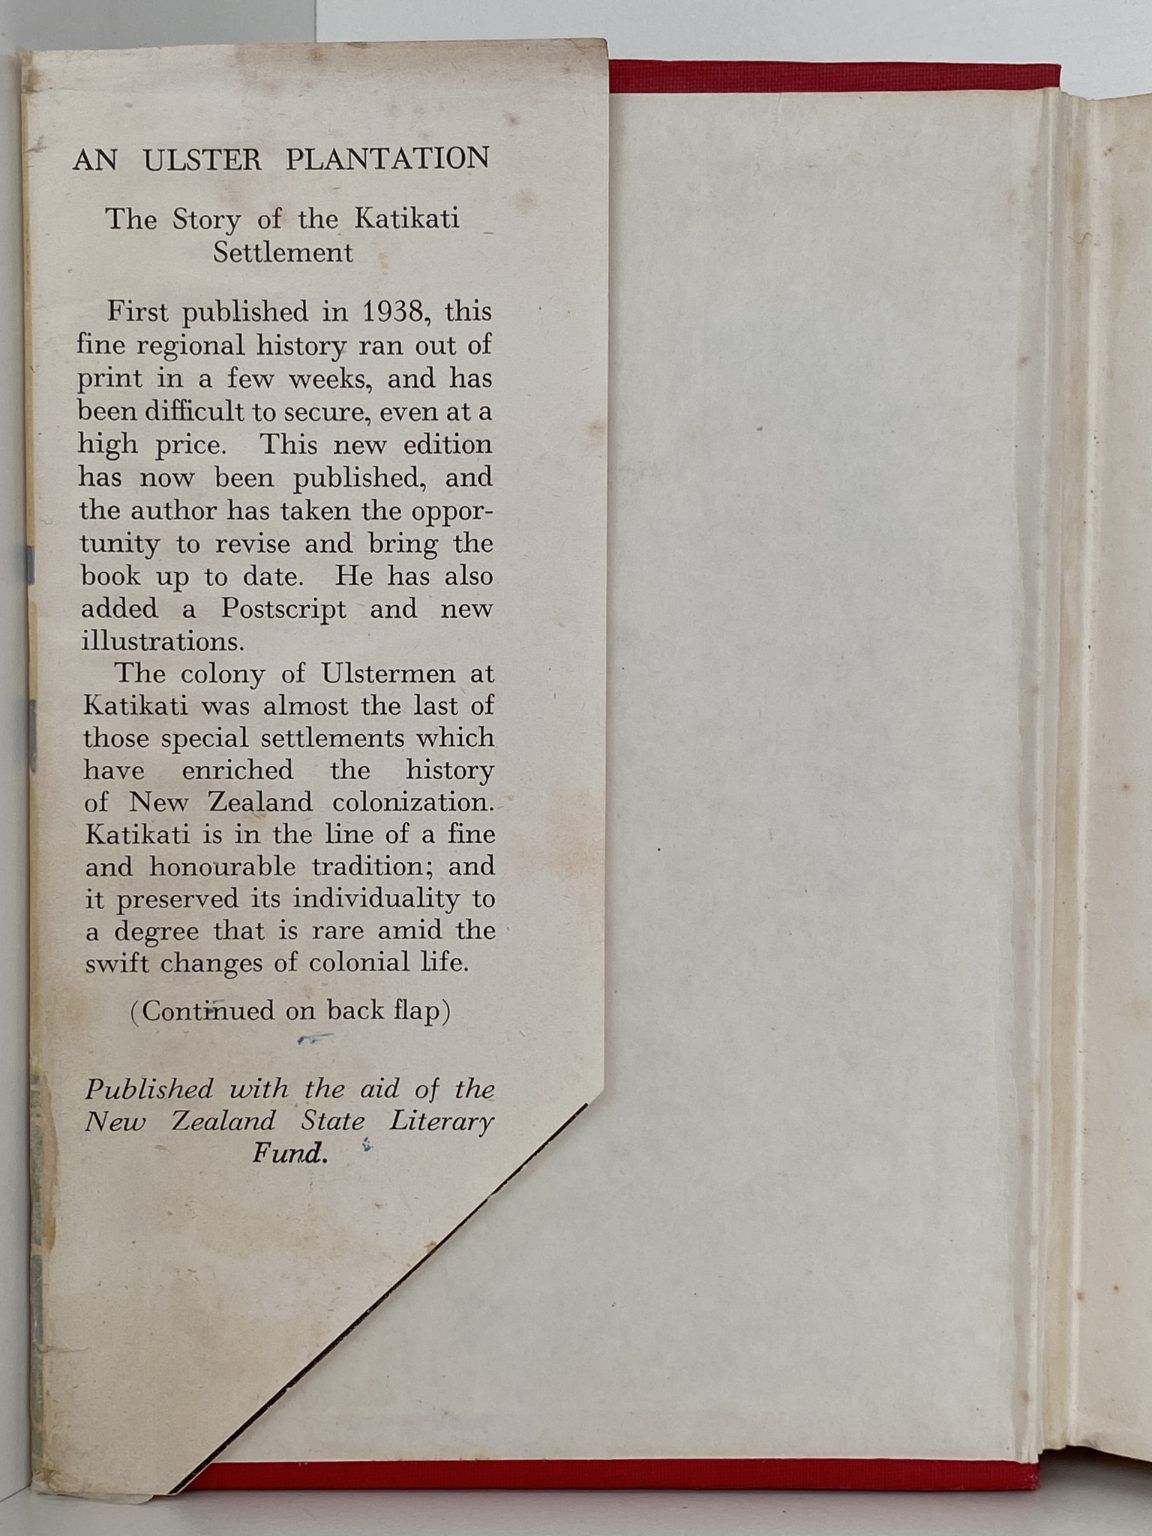 AN ULSTER PLANTATION
The Story of the Katikati
Settlement
First published in 1938, this
fine regional history ran out of
print in a few weeks, and has
been difficult to secure, even at a
high price. This new edition
has now been published, and
the author has taken the oppor-
tunity to revise and bring the
book up to date. He has also
added a Postscript and new
illustrations.
The colony of Ulstermen at
Katikati was almost the last of
those special settlements which
have enriched the history
of New Zealand colonization.
Katikati is in the line of a fine
and honourable tradition; and
it preserved its individuality to
a degree that is rare amid the
swift changes of colonial life.
(Continued on back flap)
Published with the aid of the
New Zealand State Literary
Fund.